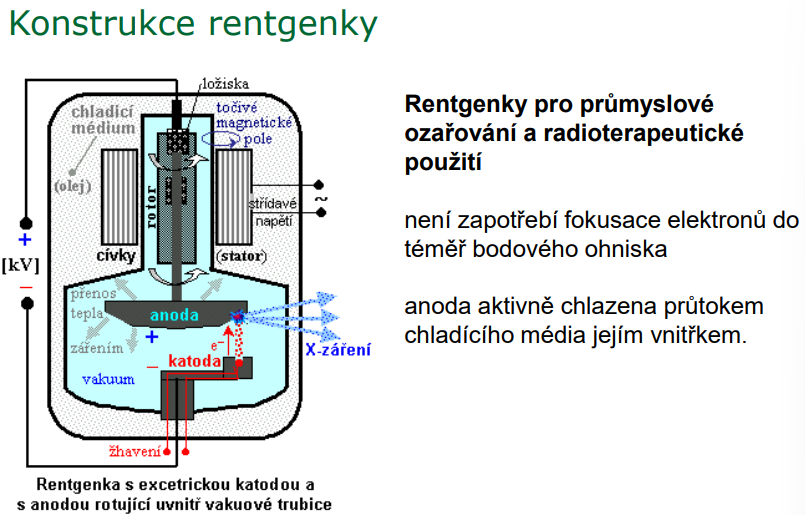 Konstrukce rentgenky
ložiska
chladicí
médium
(olej)
točivé
magnetické
pole
rotor
střídavé
napětí
~
cívky
(stator)
+
[kV]
−
přenos
tepla
zářením
anoda
+
e−
X-záření
−
katoda
vakuum
žhavení
Rentgenka s excetrickou katodou a
s anodou rotující uvnitř vakuové trubice
Rentgenky pro průmyslové
ozařování a radioterapeutické
použití
není zapotřebí fokusace elektronů do
téměř bodového ohniska
anoda aktivně chlazena průtokem
chladícího média jejím vnitřkem.